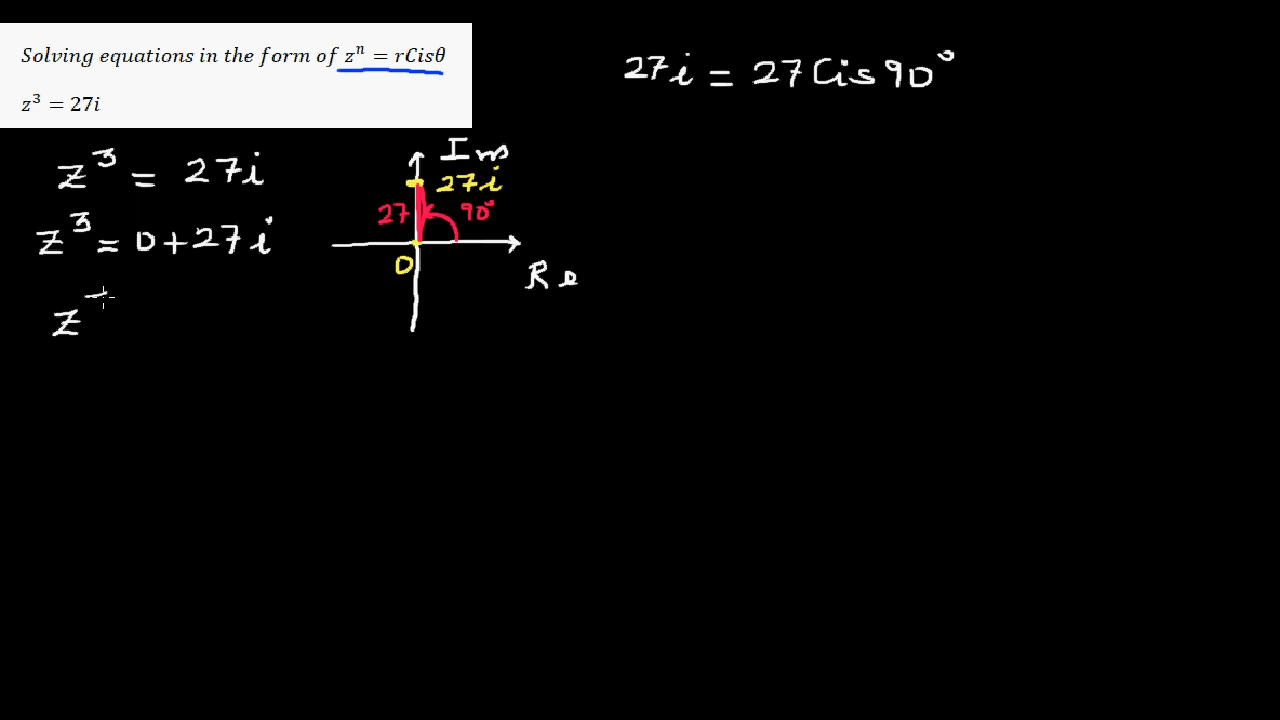 Solving equations in the form of zⁿ = rCisθ
z³ = 27i
27i = 27Cis90°
z³ = 27i
z³ = 0+27i
z
Im
27i
27
90°
0
Re